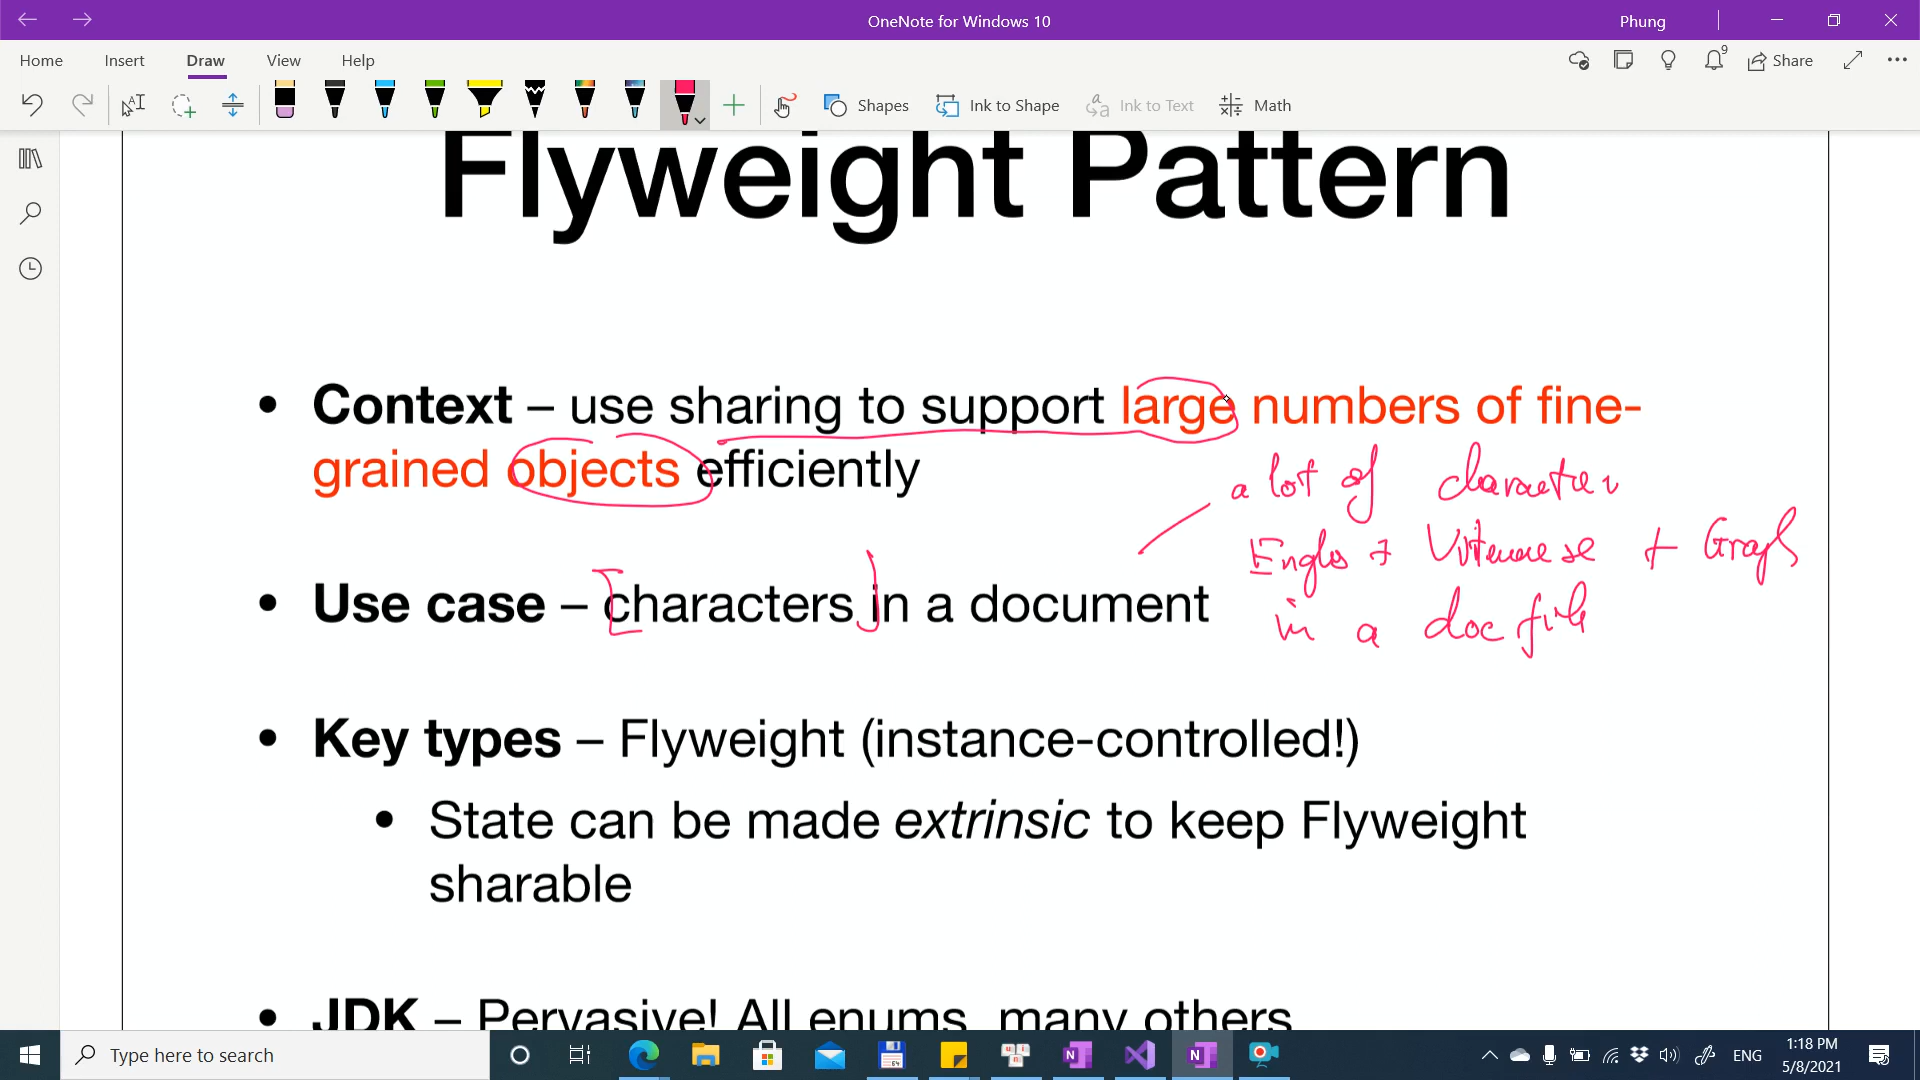 OneNote for Windows 10
Phung
Home Insert Draw View Help
9
Share
Shapes Ink to Shape Ink to Text Math
Flyweight Pattern
• Context – use sharing to support large numbers of fine-
grained objects efficiently
a lot of character
+ Vitenamese + Graph
in a doc file
• Use case – characters in a document
• Key types – Flyweight (instance-controlled!)
• State can be made extrinsic to keep Flyweight
sharable
• JDK – Pervasive! All enums, many others
Type here to search
ENG
1:18 PM
5/8/2021